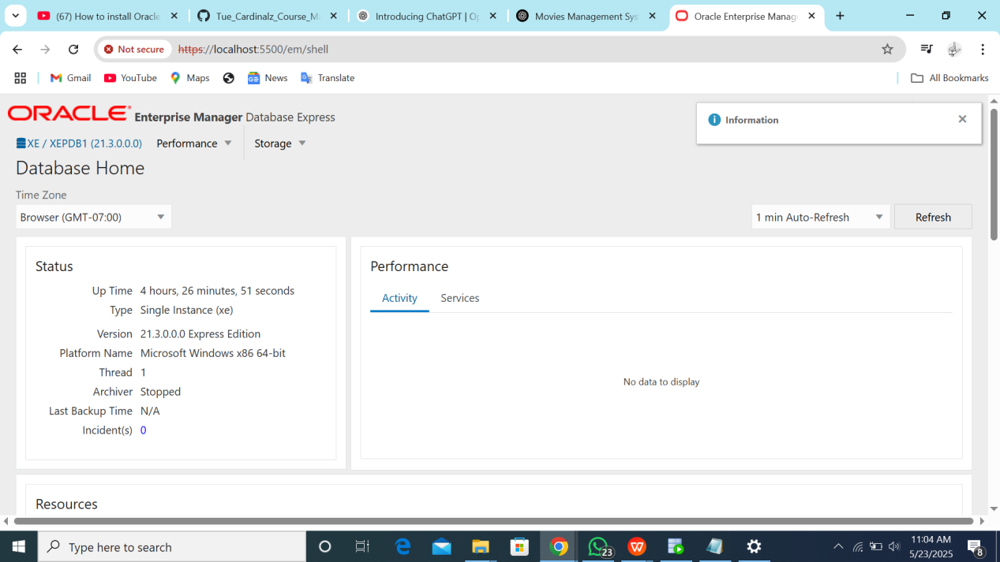 (67) How to install Oracle
Tue_Cardinalz_Course_M
Introducing ChatGPT | Op
Movies Management Sys
Oracle Enterprise Manag
Not secure
https://localhost:5500/em/shell
Gmail
YouTube
Maps
News
Translate
All Bookmarks
ORACLE Enterprise Manager Database Express
Information
XE / XEPDB1 (21.3.0.0.0)
Performance
Storage
Database Home
Time Zone
Browser (GMT-07:00)
1 min Auto-Refresh
Refresh
Status
Up Time 4 hours, 26 minutes, 51 seconds
Type Single Instance (xe)
Version 21.3.0.0.0 Express Edition
Platform Name Microsoft Windows x86 64-bit
Thread 1
Archiver Stopped
Last Backup Time N/A
Incident(s) 0
Performance
Activity
Services
No data to display
Resources
Type here to search
23
11:04 AM
5/23/2025
8